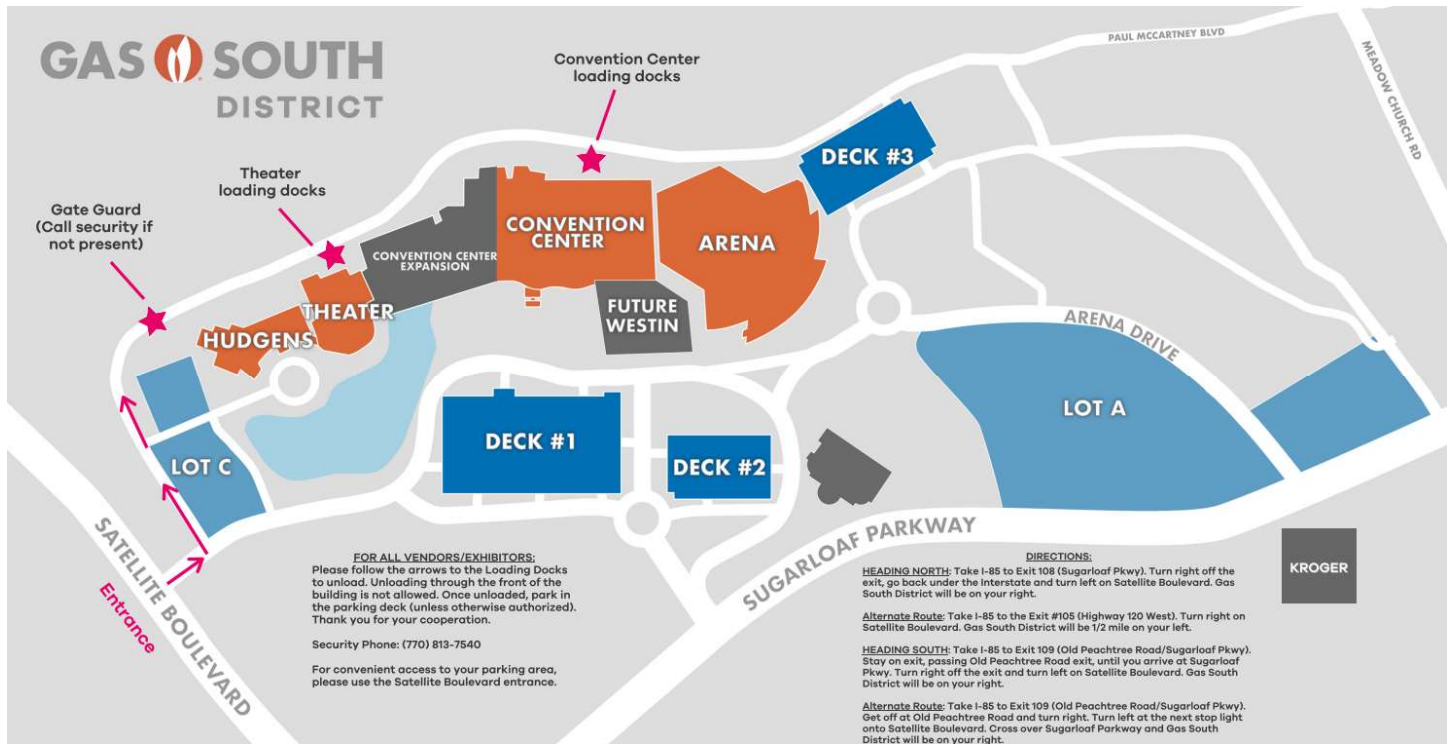 GAS SOUTH
DISTRICT
Convention Center
loading docks
PAUL MCCARTNEY BLVD
MEADOW CHURCH RD
Theater
loading docks
Gate Guard
(Call security if
not present)
DECK #3
CONVENTION
CENTER
ARENA
CONVENTION CENTER
EXPANSION
THEATER
HUDGENS
FUTURE
WESTIN
ARENA DRIVE
LOT A
LOT C
DECK #1
DECK #2
SATELLITE BOULEVARD
Entrance
SUGARLOAF PARKWAY
KROGER
FOR ALL VENDORS/EXHIBITORS:
Please follow the arrows to the Loading Docks
to unload. Unloading through the front of the
building is not allowed. Once unloaded, park in
the parking deck (unless otherwise authorized).
Thank you for your cooperation.
Security Phone: (770) 813-7540
For convenient access to your parking area,
please use the Satellite Boulevard entrance.
DIRECTIONS:
HEADING NORTH: Take I-85 to Exit 108 (Sugarloaf Pkwy). Turn right off the
exit, go back under the Interstate and turn left on Satellite Boulevard. Gas
South District will be on your right.
Alternate Route: Take I-85 to the Exit #105 (Highway 120 West). Turn right on
Satellite Boulevard. Gas South District will be 1/2 mile on your left.
HEADING SOUTH: Take I-85 to Exit 109 (Old Peachtree Road/Sugarloaf Pkwy).
Stay on exit, passing Old Peachtree Road exit, until you arrive at Sugarloaf
Pkwy. Turn right off the exit and turn left on Satellite Boulevard. Gas South
District will be on your right.
Alternate Route: Take I-85 to Exit 109 (Old Peachtree Road/Sugarloaf Pkwy).
Get off at Old Peachtree Road and turn right. Turn left at the next stop light
onto Satellite Boulevard. Cross over Sugarloaf Parkway and Gas South
District will be on your right.